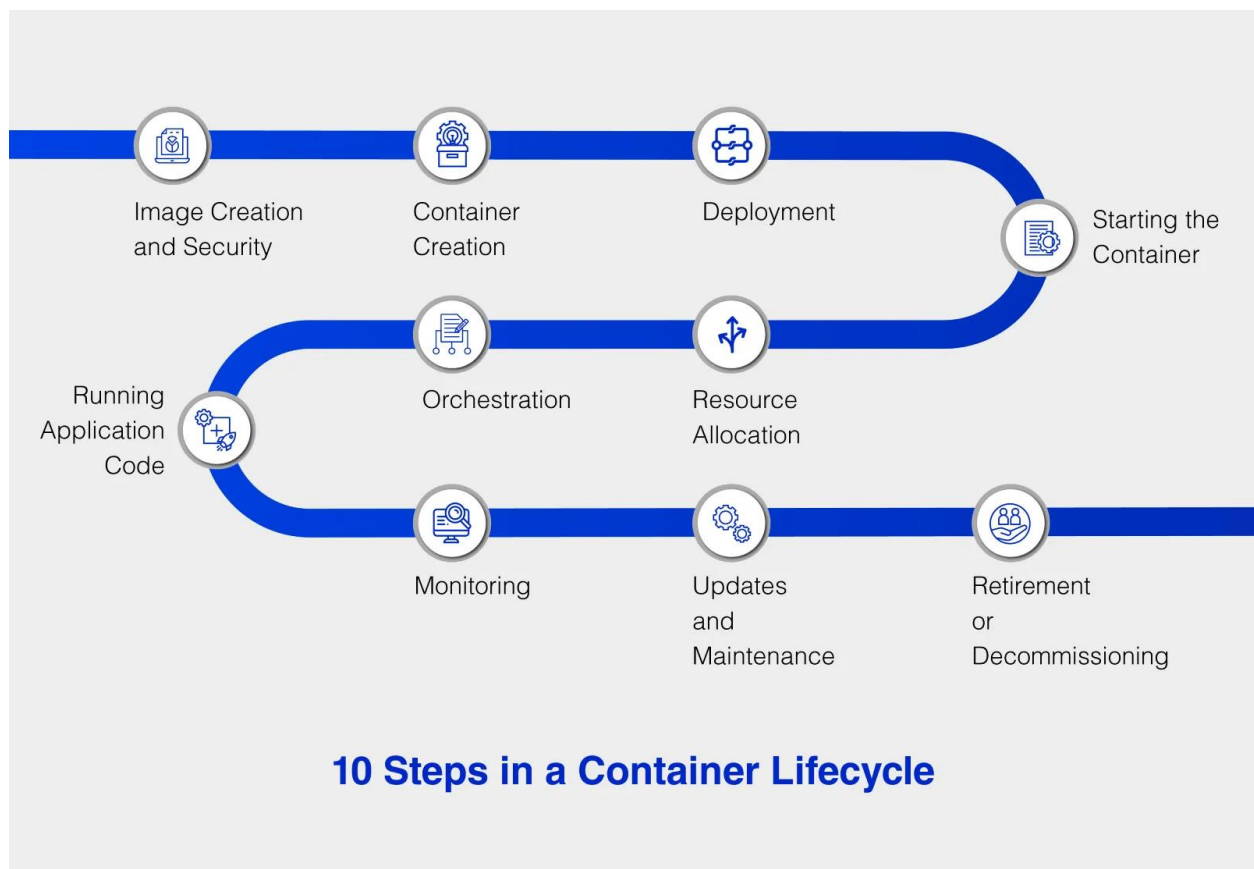 Image Creation
and Security
Container
Creation
Deployment
Starting the
Container
Resource
Allocation
Orchestration
Running
Application
Code
Monitoring
Updates
and
Maintenance
Retirement
or
Decommissioning
10 Steps in a Container Lifecycle